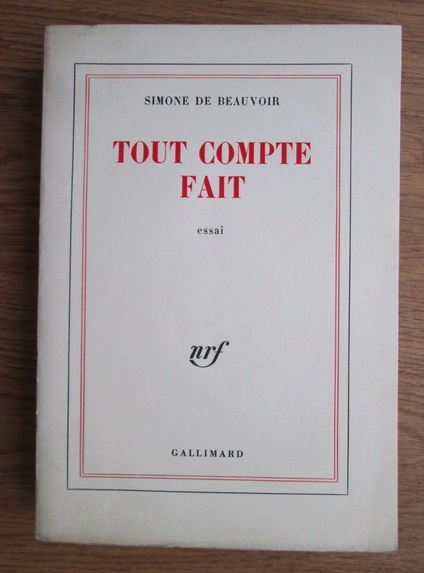 SIMONE DE BEAUVOIR
TOUT COMPTE
FAIT
essai
nrf
GALLIMARD